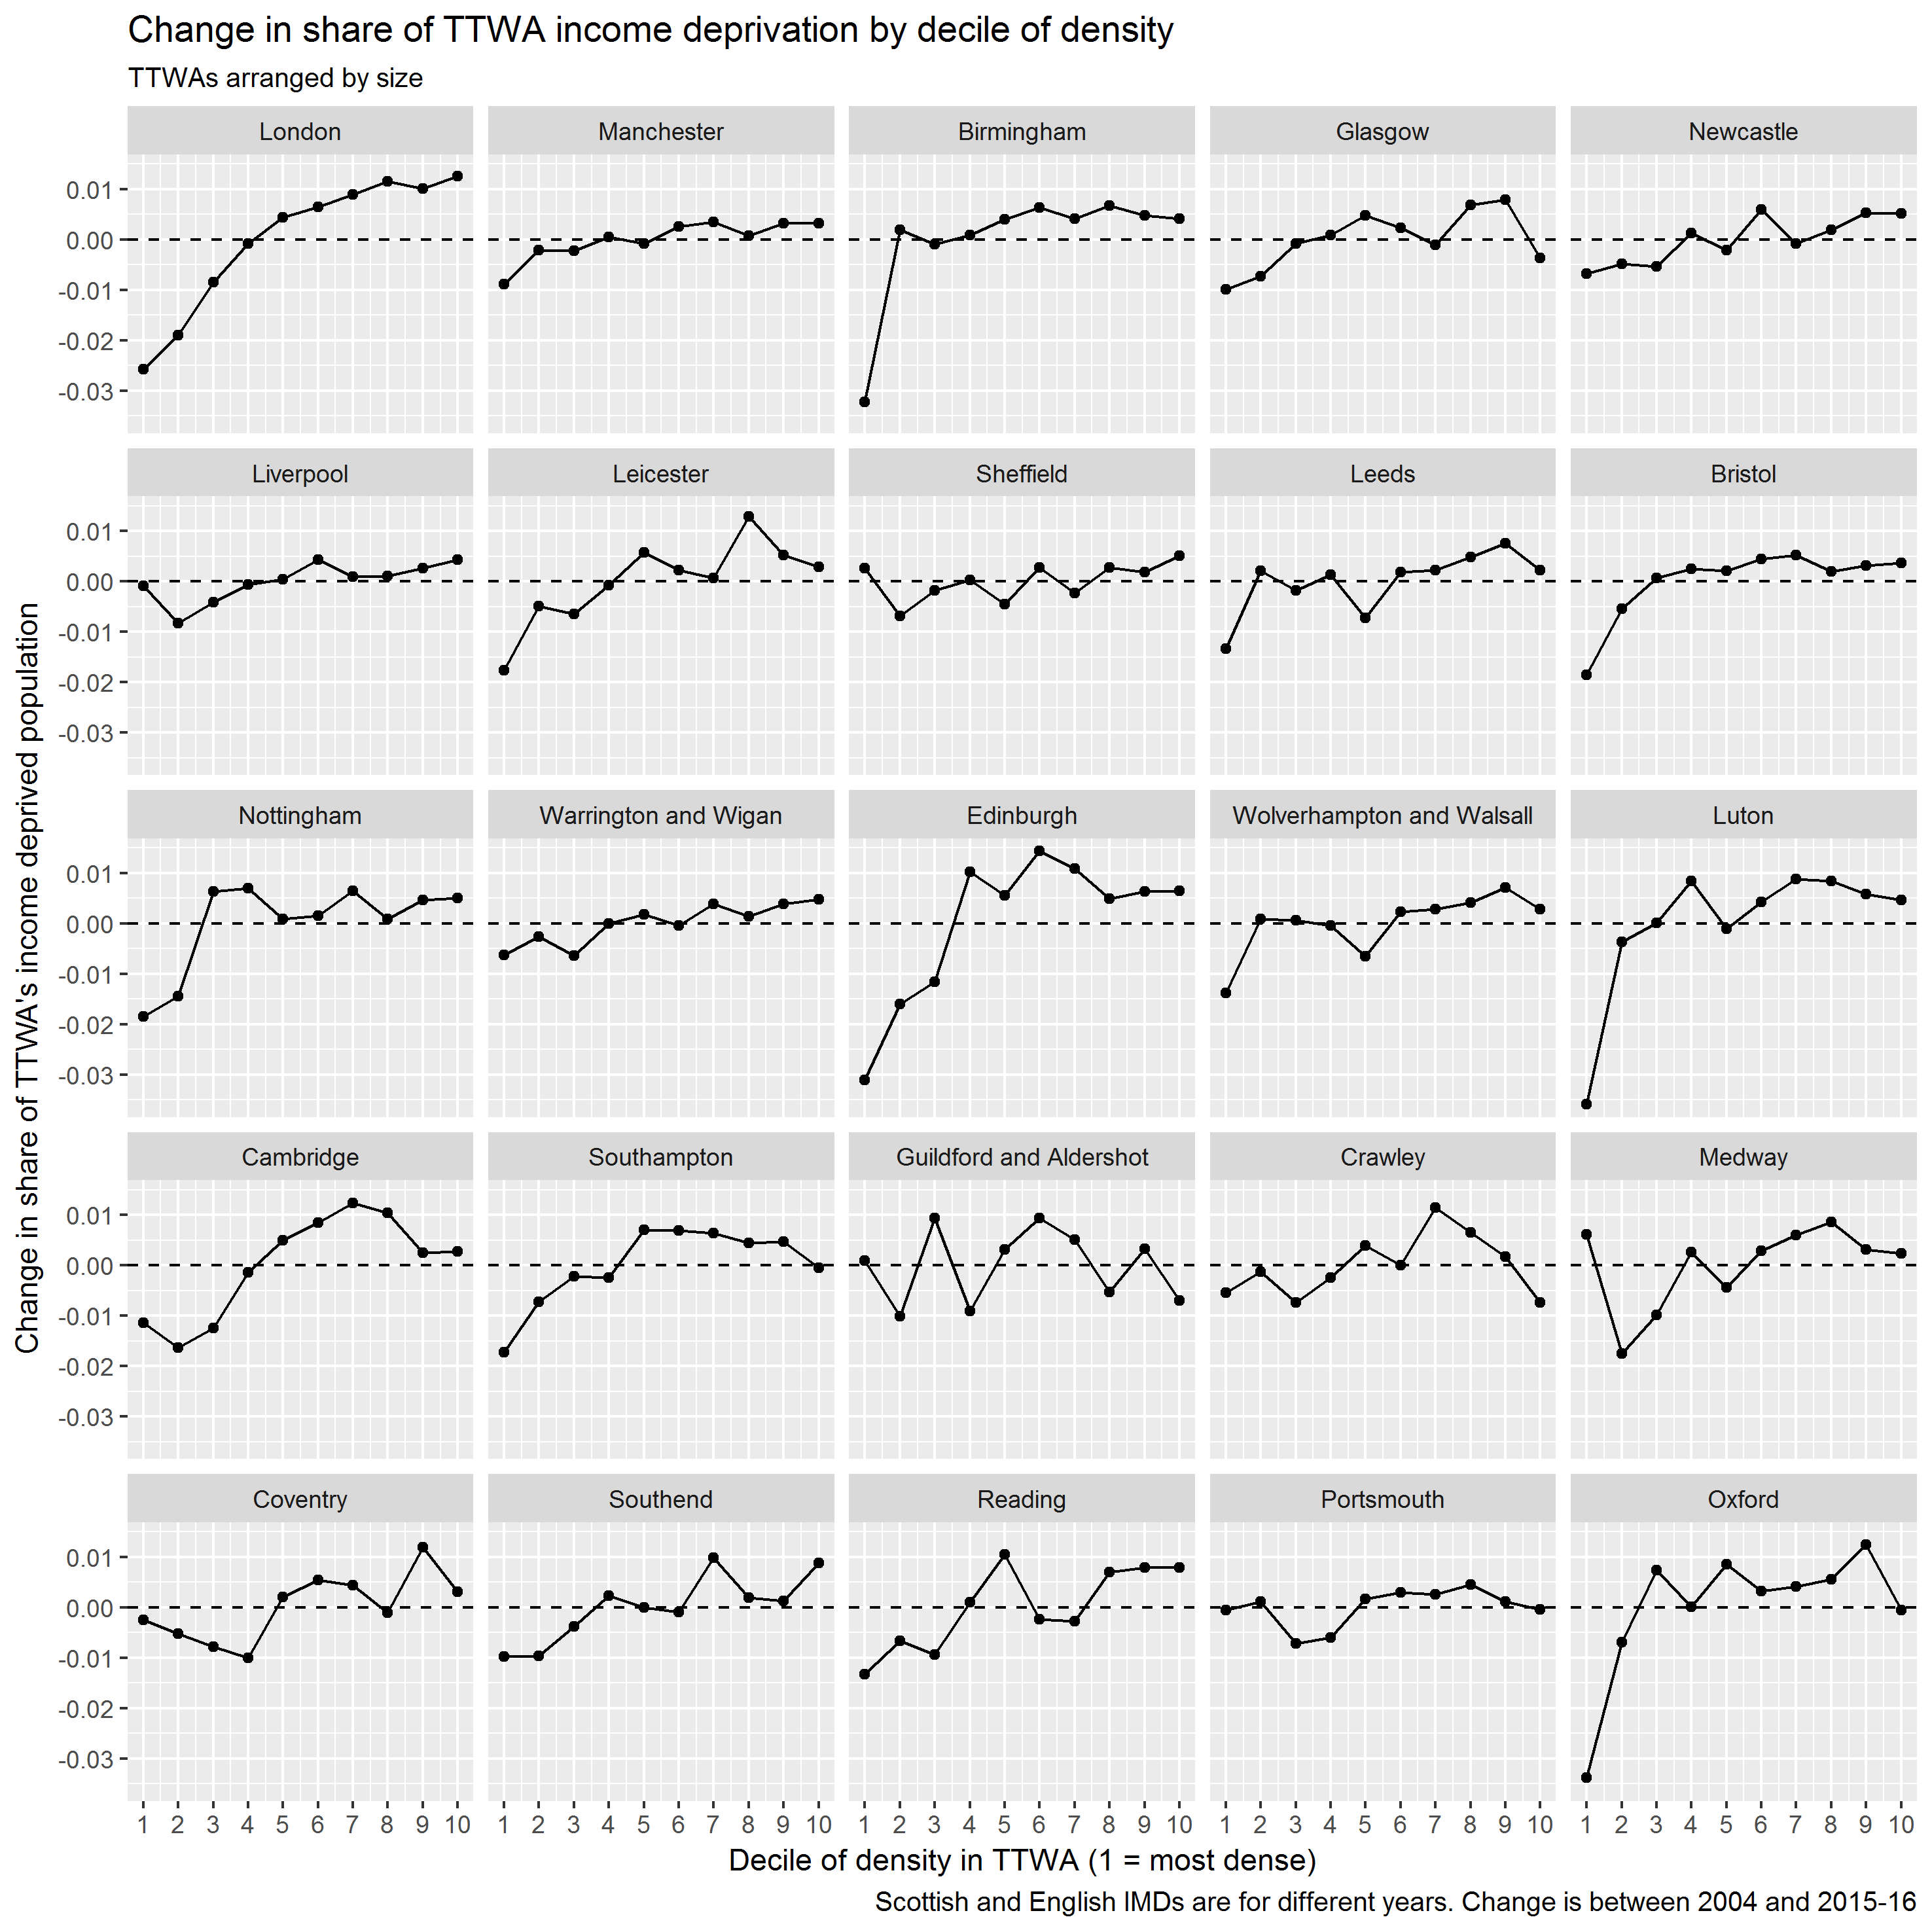 Change in share of TTWA income deprivation by decile of density
TTWAs arranged by size
London Manchester Birmingham Glasgow Newcastle
0.01
0.00
-0.01
-0.02
-0.03
Liverpool Leicester Sheffield Leeds Bristol
0.01
0.00
-0.01
-0.02
-0.03
Nottingham Warrington and Wigan Edinburgh Wolverhampton and Walsall Luton
0.01
0.00
-0.01
-0.02
-0.03
Cambridge Southampton Guildford and Aldershot Crawley Medway
0.01
0.00
-0.01
-0.02
-0.03
Coventry Southend Reading Portsmouth Oxford
0.01
0.00
-0.01
-0.02
-0.03
1 2 3 4 5 6 7 8 9 10 1 2 3 4 5 6 7 8 9 10 1 2 3 4 5 6 7 8 9 10 1 2 3 4 5 6 7 8 9 10 1 2 3 4 5 6 7 8 9 10
Change in share of TTWA's income deprived population
Decile of density in TTWA (1 = most dense)
Scottish and English IMDs are for different years. Change is between 2004 and 2015-16